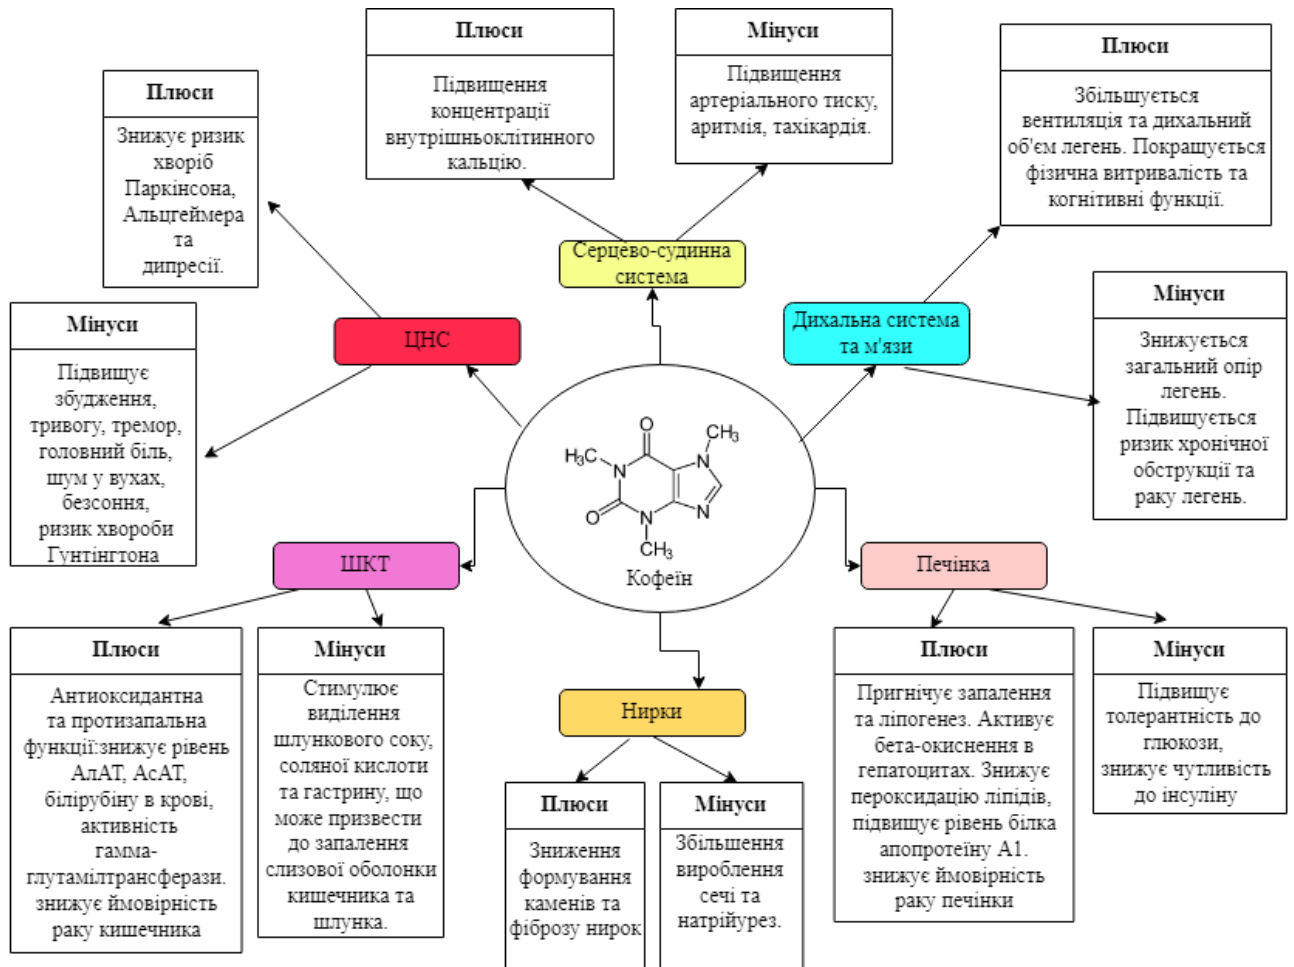 Плюси
Підвищення
концентрації
внутрішньоклітинного
кальцію.
Мінуси
Підвищення
артеріального тиску,
аритмія, тахікардія.
Плюси
Збільшується
вентиляція та дихальний
об'єм легень. Покращується
фізична витривалість та
когнітивні функції.
Плюси
Знижує ризик
хворіб
Паркінсона,
Альцгеймера
та
дипресії.
Серцево-судинна
система
Мінуси
Знижується
загальний опір
легень.
Підвищується
ризик хронічної
обструкції та
раку легень.
Мінуси
Підвищує
збудження,
тривогу, тремор,
головний біль,
шум у вухах,
безсоння,
ризик хвороби
Гунтінгтона
ЦНС
Дихальна система
та м'язи
O
CH3
H3C
N
N
O
N
N
CH3
Кофеїн
ШКТ
Печінка
Плюси
Антиоксидантна
та протизапальна
функції:знижує рівень
АлАТ, АсАТ,
білірубіну в крові,
активність
гамма-
глутамілтрансферази.
знижує ймовірність
раку кишечника
Мінуси
Стимулює
виділення
шлункового соку,
соляної кислоти
та гастрину, що
може призвести
до запалення
слизової оболонки
кишечника та
шлунка.
Нирки
Плюси
Зниження
формування
каменів та
фіброзу нирок
Мінуси
Збільшення
вироблення
сечі та
натрійурез.
Плюси
Пригнічує запалення
та ліпогенез. Активує
бета-окиснення в
гепатоцитах. Знижує
пероксидацію ліпідів,
підвищує рівень білка
апопротеїну А1.
знижує ймовірність
раку печінки
Мінуси
Підвищує
толерантність до
глюкози,
знижує чутливість
до інсуліну